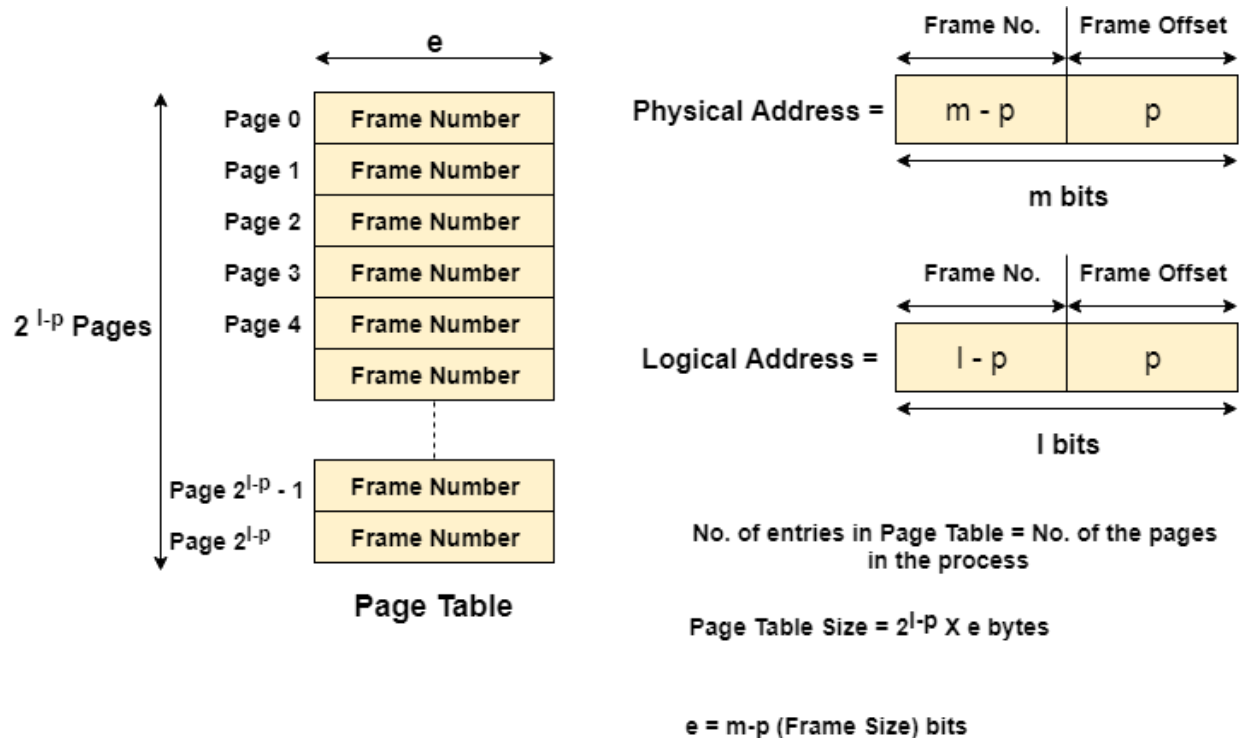 e
Page 0 Frame Number
Page 1 Frame Number
Page 2 Frame Number
Page 3 Frame Number
Page 4 Frame Number
Frame Number
2^l-p Pages
Page 2^l-p - 1 Frame Number
Page 2^l-p Frame Number
Page Table
Frame No. Frame Offset
Physical Address = m - p p
m bits
Frame No. Frame Offset
Logical Address = l - p p
l bits
No. of entries in Page Table = No. of the pages
in the process
Page Table Size = 2^l-p X e bytes
e = m-p (Frame Size) bits